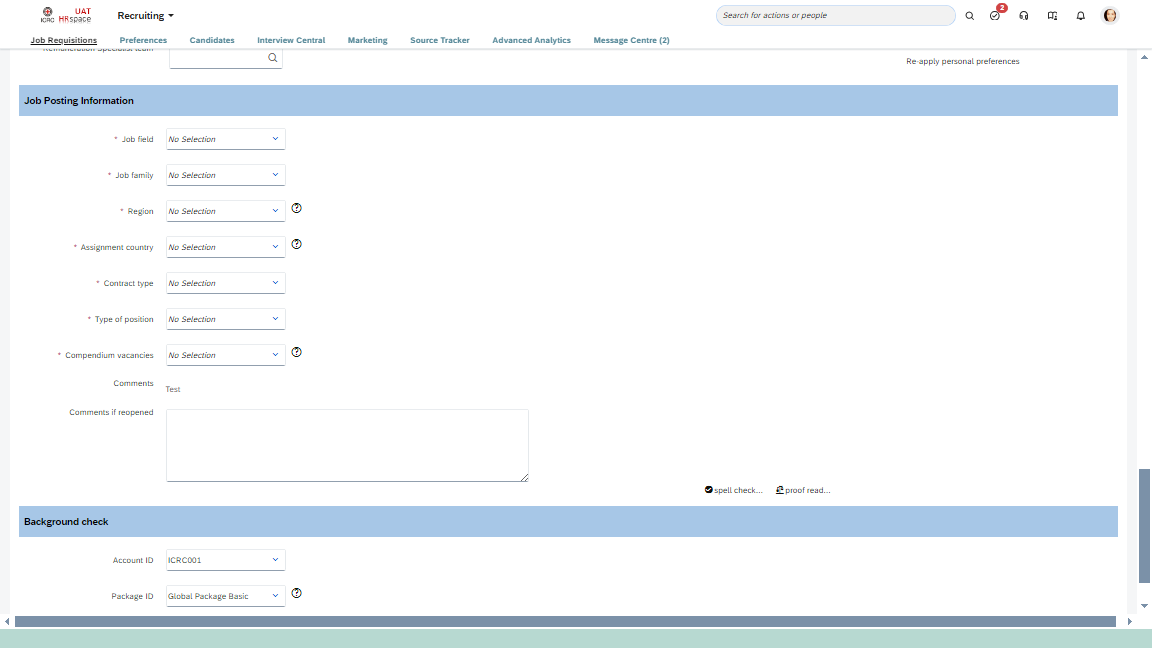 ICRC
UAT
HRspace
Recruiting
Search for actions or people
2
Job Requisitions
Preferences
Candidates
Interview Central
Marketing
Source Tracker
Advanced Analytics
Message Centre (2)
Remuneration Specialist team
Re-apply personal preferences
Job Posting Information
* Job field
No Selection
* Job family
No Selection
* Region
No Selection
* Assignment country
No Selection
* Contract type
No Selection
* Type of position
No Selection
* Compendium vacancies
No Selection
Comments
Test
Comments if reopened
spell check...
proof read...
Background check
Account ID
ICRC001
Package ID
Global Package Basic